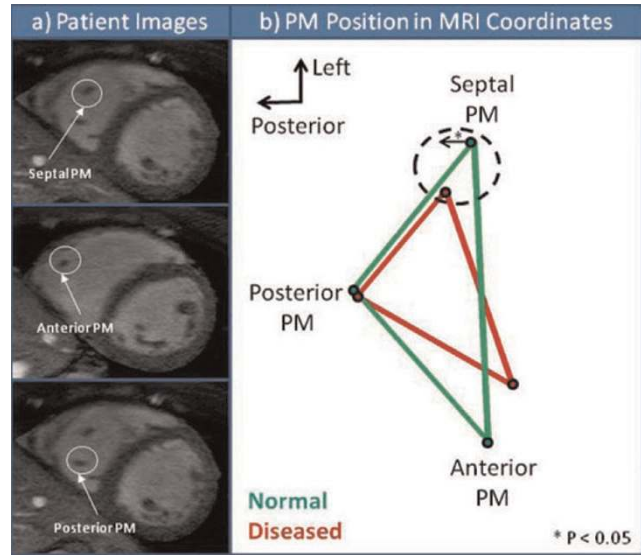 a) Patient Images
b) PM Position in MRI Coordinates
Septal PM
Anterior PM
Posterior PM
Left
Posterior
Septal
PM
*
Posterior
PM
Anterior
PM
Normal
Diseased
* P < 0.05